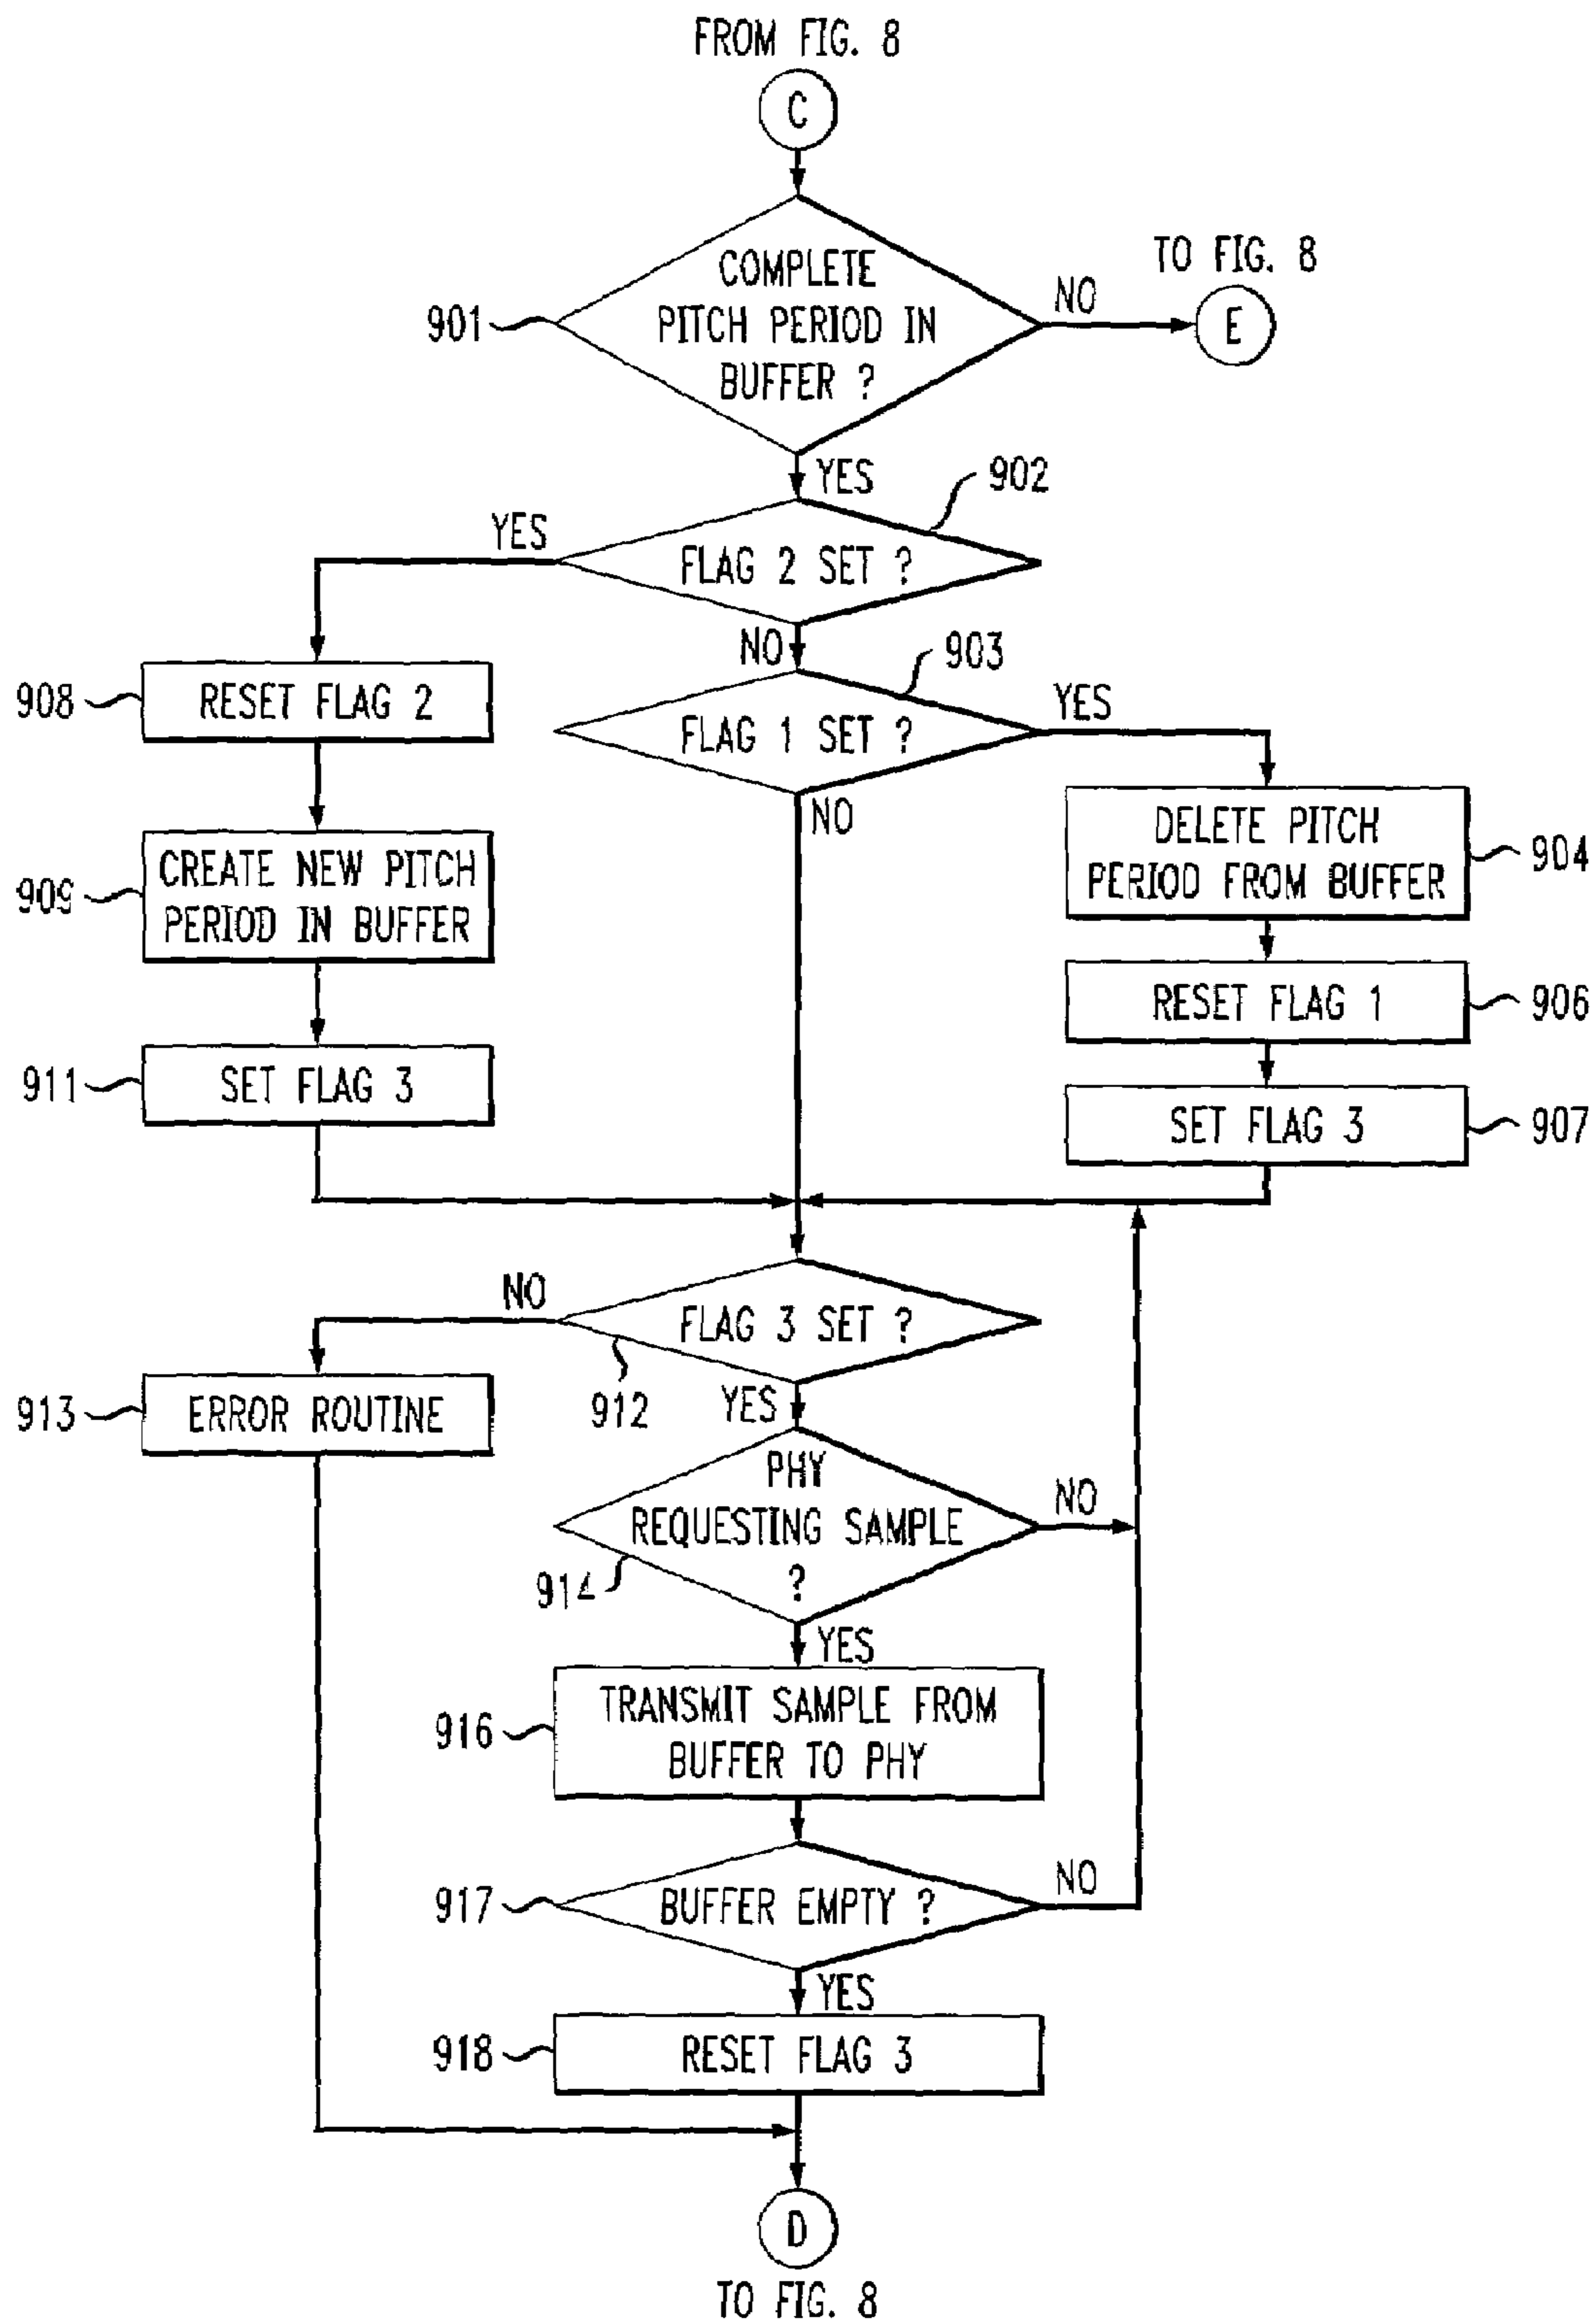 FROM FIG. 8
C
COMPLETE
PITCH PERIOD IN
BUFFER ?
901
NO
TO FIG. 8
E
YES
902
YES
FLAG 2 SET ?
NO
903
908
RESET FLAG 2
FLAG 1 SET ?
YES
NO
909
CREATE NEW PITCH
PERIOD IN BUFFER
DELETE PITCH
PERIOD FROM BUFFER
904
RESET FLAG 1
906
911
SET FLAG 3
SET FLAG 3
907
NO
FLAG 3 SET ?
912
913
ERROR ROUTINE
YES
PHY
REQUESTING SAMPLE
?
NO
914
YES
916
TRANSMIT SAMPLE FROM
BUFFER TO PHY
917
BUFFER EMPTY ?
NO
YES
918
RESET FLAG 3
D
TO FIG. 8